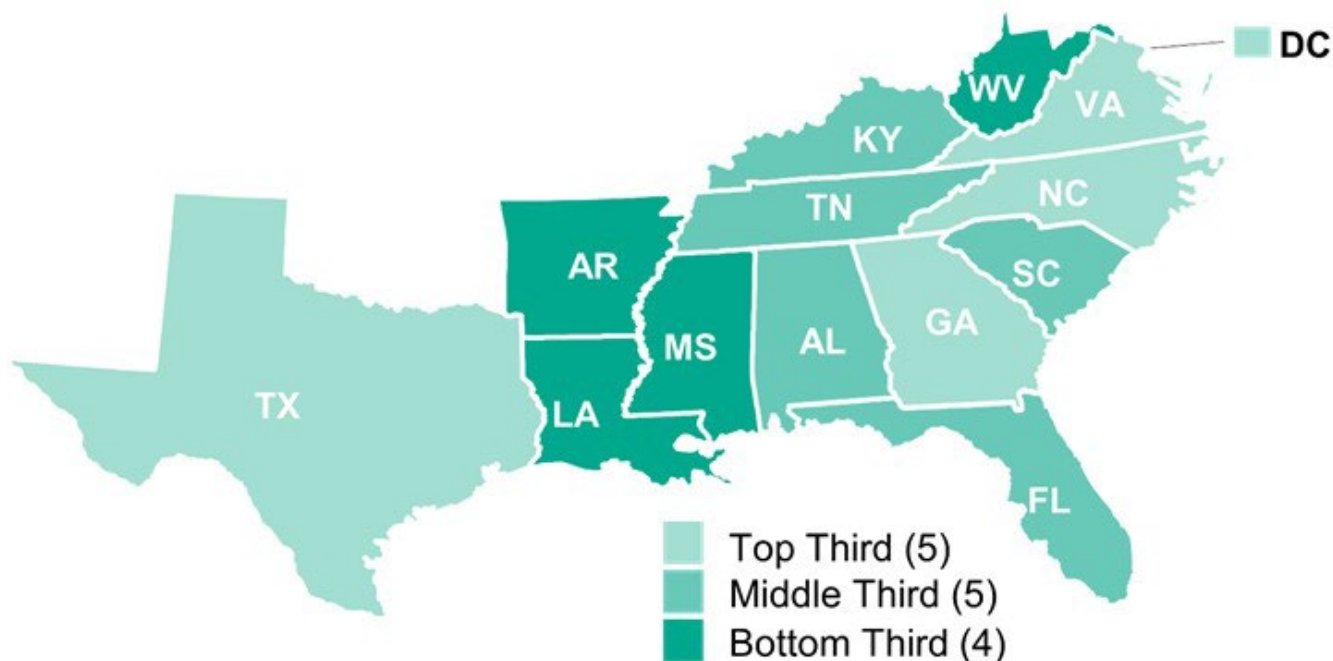 DC
WV
VA
KY
NC
TN
SC
AR
GA
MS
AL
TX
LA
FL
Top Third (5)
Middle Third (5)
Bottom Third (4)